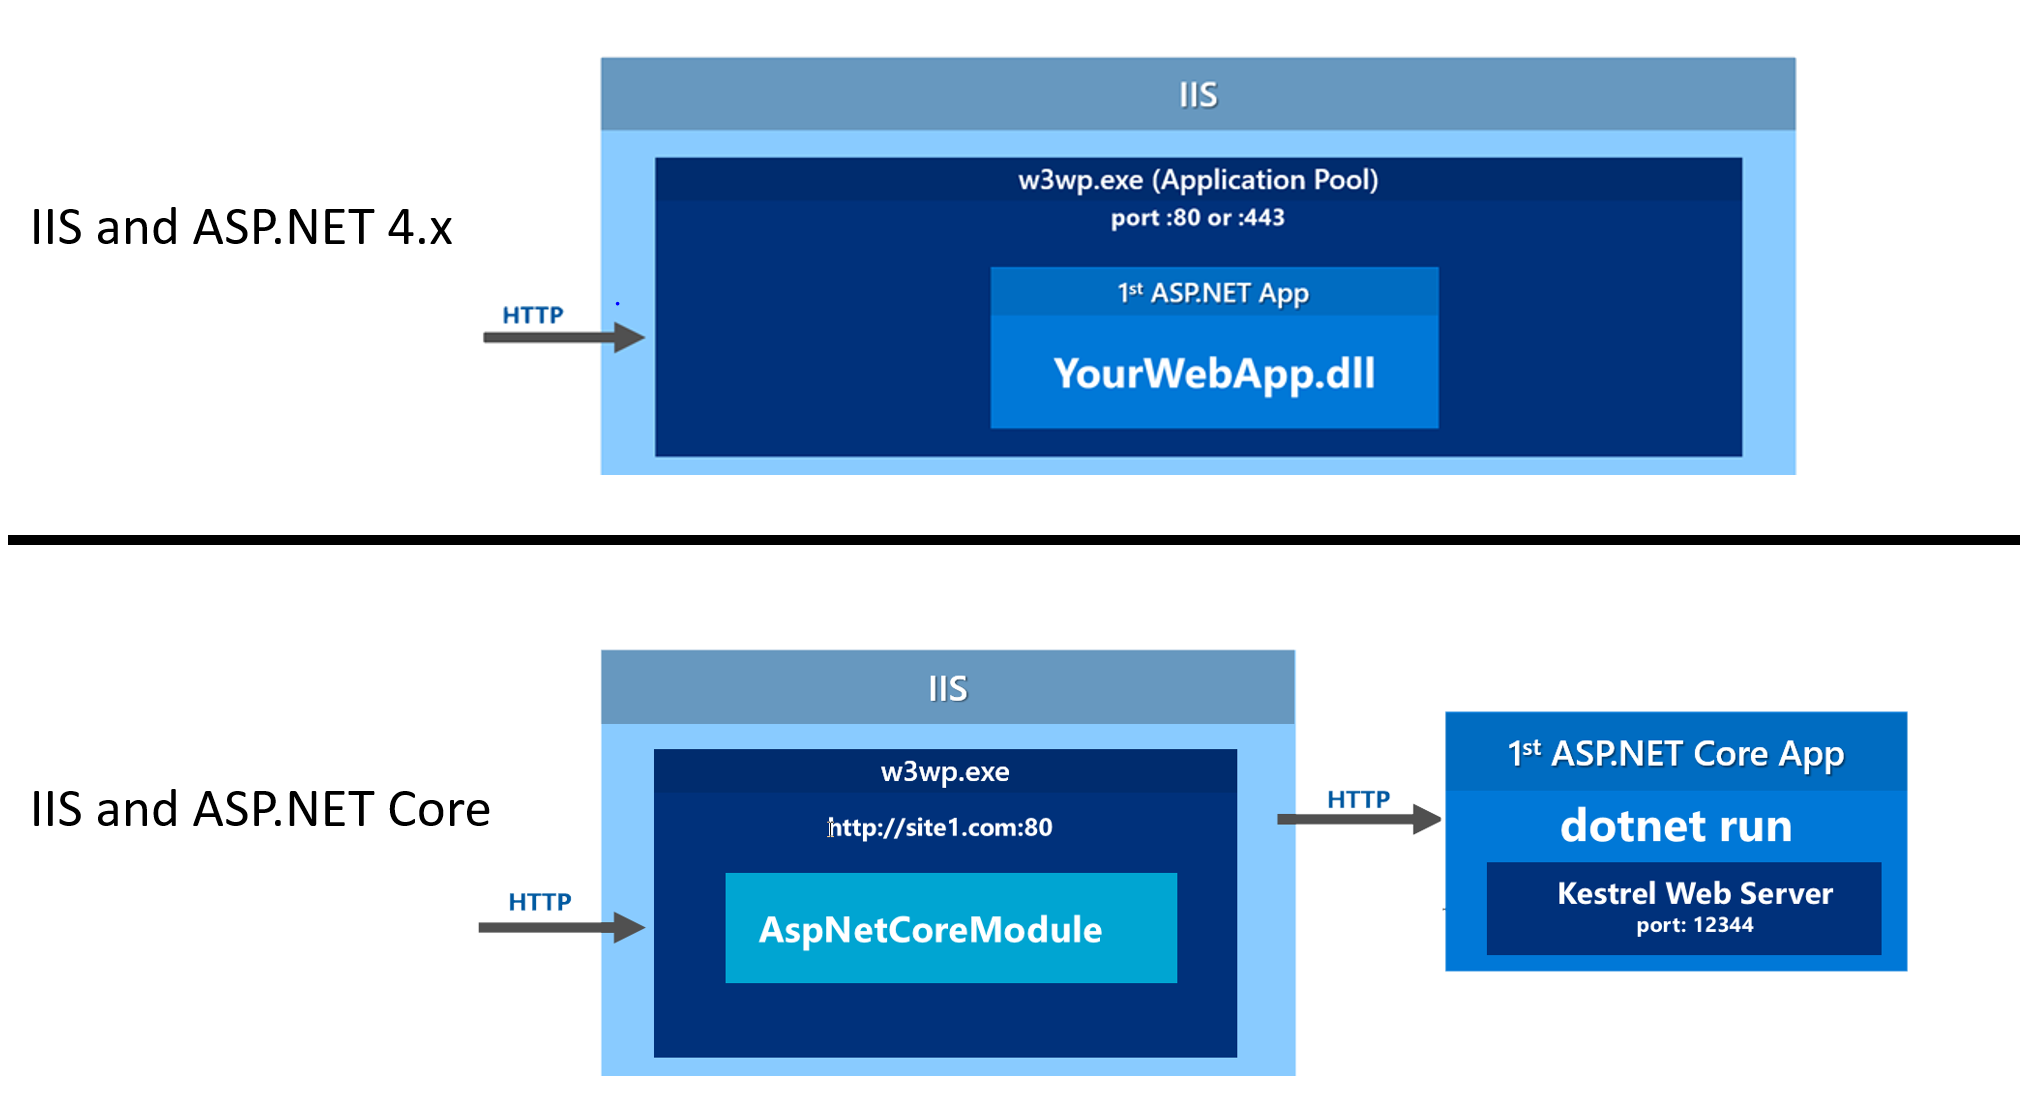 IIS
w3wp.exe (Application Pool)
port :80 or :443
IIS and ASP.NET 4.x
1st ASP.NET App
HTTP
YourWebApp.dll
IIS
w3wp.exe
1st ASP.NET Core App
IIS and ASP.NET Core
http://site1.com:80
HTTP
dotnet run
HTTP
AspNetCoreModule
Kestrel Web Server
port: 12344